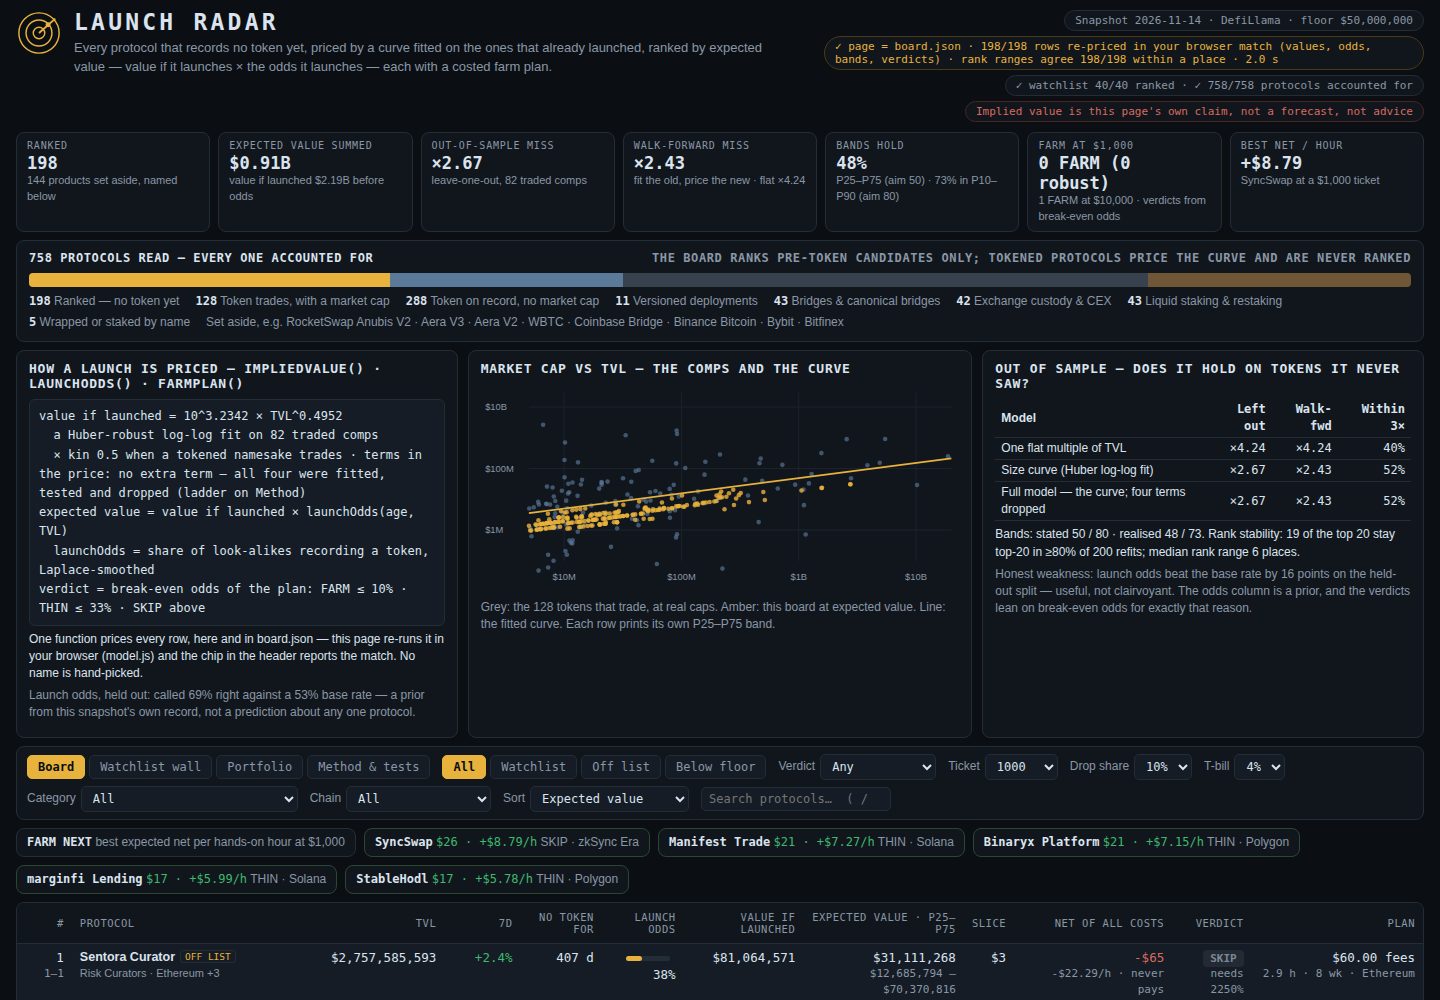 LAUNCH RADAR
Every protocol that records no token yet, priced by a curve fitted on the ones that already launched, ranked by expected
value — value if it launches × the odds it launches — each with a costed farm plan.
Snapshot 2026-11-14 · DefiLlama · floor $50,000,000
✓ page = board.json · 198/198 rows re-priced in your browser match (values, odds,
bands, verdicts) · rank ranges agree 198/198 within a place · 2.0 s
✓ watchlist 40/40 ranked · ✓ 758/758 protocols accounted for
Implied value is this page's own claim, not a forecast, not advice
RANKED
198
144 products set aside, named
below
EXPECTED VALUE SUMMED
$0.91B
value if launched $2.19B before
odds
OUT-OF-SAMPLE MISS
×2.67
leave-one-out, 82 traded comps
WALK-FORWARD MISS
×2.43
fit the old, price the new · flat ×4.24
BANDS HOLD
48%
P25–P75 (aim 50) · 73% in P10–
P90 (aim 80)
FARM AT $1,000
0 FARM (0
robust)
1 FARM at $10,000 · verdicts from
break-even odds
BEST NET / HOUR
+$8.79
SyncSwap at a $1,000 ticket
758 PROTOCOLS READ — EVERY ONE ACCOUNTED FOR
THE BOARD RANKS PRE-TOKEN CANDIDATES ONLY; TOKENED PROTOCOLS PRICE THE CURVE AND ARE NEVER RANKED
198 Ranked — no token yet 128 Token trades, with a market cap 288 Token on record, no market cap 11 Versioned deployments 43 Bridges & canonical bridges 42 Exchange custody & CEX 43 Liquid staking & restaking
5 Wrapped or staked by name Set aside, e.g. RocketSwap Anubis V2 · Aera V3 · Aera V2 · WBTC · Coinbase Bridge · Binance Bitcoin · Bybit · Bitfinex
HOW A LAUNCH IS PRICED — IMPLIEDVALUE() ·
LAUNCHODDS() · FARMPLAN()
value if launched = 10^3.2342 × TVL^0.4952
a Huber-robust log-log fit on 82 traded comps
× kin 0.5 when a tokened namesake trades · terms in
the price: no extra term — all four were fitted,
tested and dropped (ladder on Method)
expected value = value if launched × launchOdds(age,
TVL)
launchOdds = share of look-alikes recording a token,
Laplace-smoothed
verdict = break-even odds of the plan: FARM ≤ 10% ·
THIN ≤ 33% · SKIP above
One function prices every row, here and in board.json — this page re-runs it in
your browser (model.js) and the chip in the header reports the match. No
name is hand-picked.
Launch odds, held out: called 69% right against a 53% base rate — a prior
from this snapshot's own record, not a prediction about any one protocol.
MARKET CAP VS TVL — THE COMPS AND THE CURVE
$10B
$100M
$1M
$10M $100M $1B $10B
Grey: the 128 tokens that trade, at real caps. Amber: this board at expected value. Line:
the fitted curve. Each row prints its own P25–P75 band.
OUT OF SAMPLE — DOES IT HOLD ON TOKENS IT NEVER
SAW?
Model Left out Walk-fwd Within 3×
One flat multiple of TVL ×4.24 ×4.24 40%
Size curve (Huber log-log fit) ×2.67 ×2.43 52%
Full model — the curve; four terms
dropped ×2.67 ×2.43 52%
Bands: stated 50 / 80 · realised 48 / 73. Rank stability: 19 of the top 20 stay
top-20 in ≥80% of 200 refits; median rank range 6 places.
Honest weakness: launch odds beat the base rate by 16 points on the held-
out split — useful, not clairvoyant. The odds column is a prior, and the verdicts
lean on break-even odds for exactly that reason.
Board Watchlist wall Portfolio Method & tests All Watchlist Off list Below floor Verdict Any Ticket 1000 Drop share 10% T-bill 4%
Category All Chain All Sort Expected value Search protocols… ( /
FARM NEXT best expected net per hands-on hour at $1,000 SyncSwap $26 · +$8.79/h SKIP · zkSync Era Manifest Trade $21 · +$7.27/h THIN · Solana Binaryx Platform $21 · +$7.15/h THIN · Polygon
marginfi Lending $17 · +$5.99/h THIN · Solana StableHodl $17 · +$5.78/h THIN · Polygon
# PROTOCOL TVL 7D NO TOKEN FOR LAUNCH ODDS VALUE IF LAUNCHED EXPECTED VALUE · P25–P75 SLICE NET OF ALL COSTS VERDICT PLAN
1 Sentora Curator OFF LIST $2,757,585,593 +2.4% 407 d 38% $81,064,571 $31,111,268 $3 -$65 SKIP $60.00 fees
1–1 Risk Curators · Ethereum +3 $12,685,794 – $70,370,816 -$22.29/h · never pays needs 2250% 2.9 h · 8 wk · Ethereum